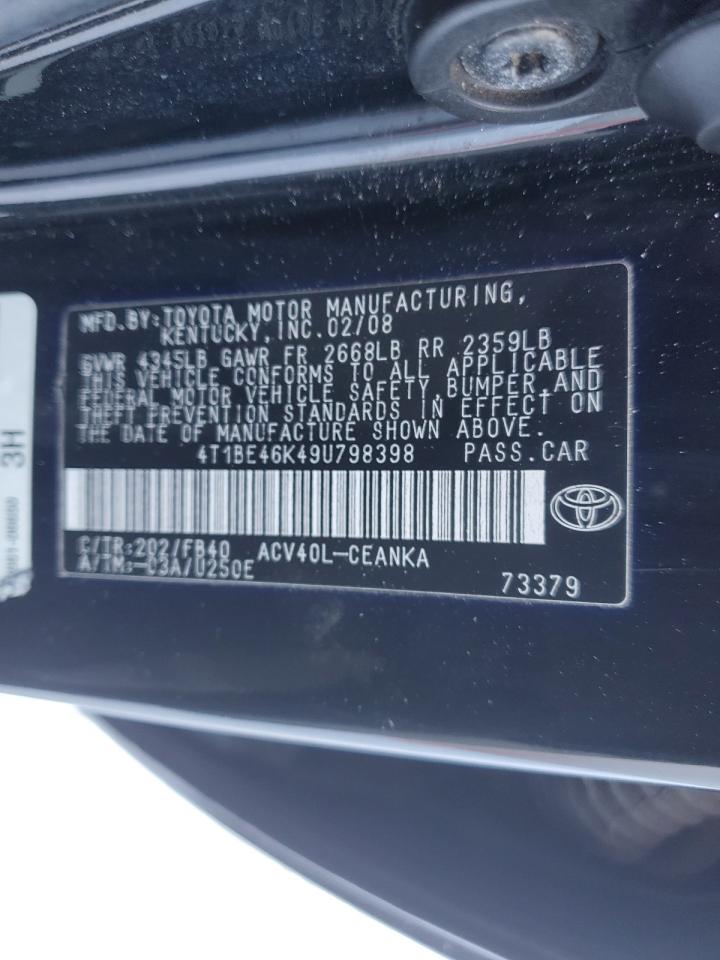 MFD.BY:TOYOTA MOTOR MANUFACTURING,
KENTUCKY,INC.02/08
GVWR 4345LB GAWR FR 2668LB RR 2359LB
THIS VEHICLE CONFORMS TO ALL APPLICABLE
FEDERAL MOTOR VEHICLE SAFETY,BUMPER,AND
THEFT PREVENTION STANDARDS IN EFFECT ON
THE DATE OF MANUFACTURE SHOWN ABOVE.
4T1BE46K49U798398 PASS.CAR
C/TR:202/FB40 ACV40L-CEANKA
A/TM:-03A/U250E
73379
3H